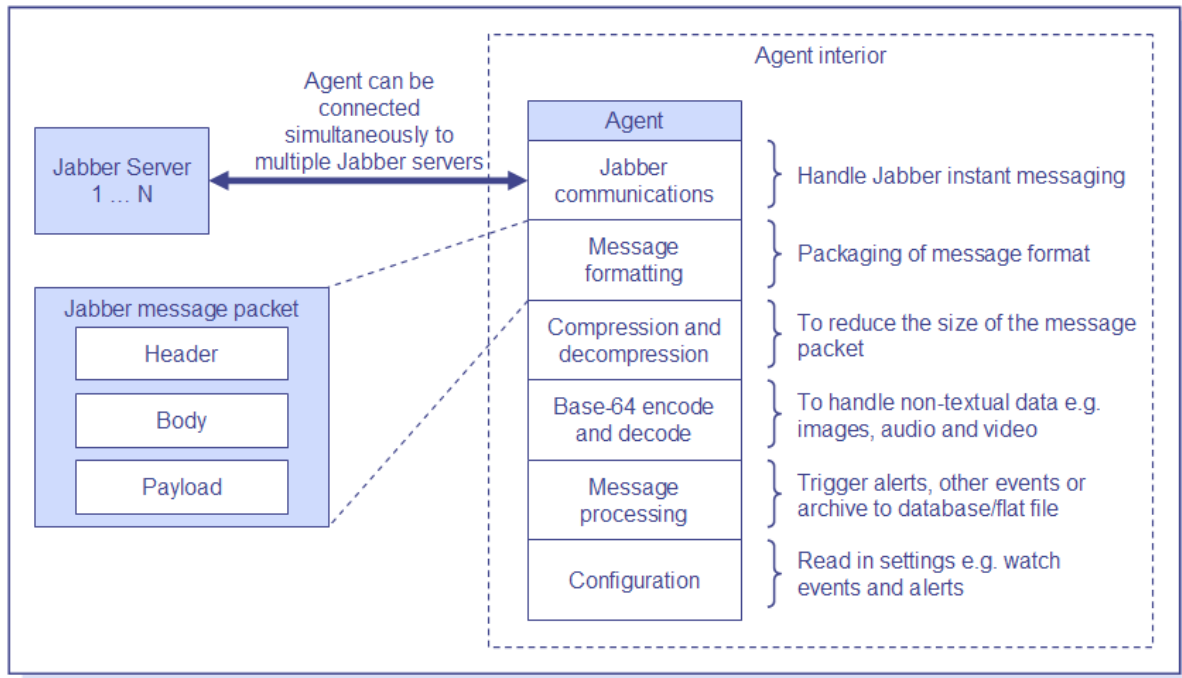 Agent interior
Agent can be
connected
simultaneously to
multiple Jabber servers
Jabber Server
1 ... N
Agent
Jabber
communications
Handle Jabber instant messaging
Message
formatting
Packaging of message format
Jabber message packet
Header
Body
Payload
Compression and
decompression
To reduce the size of the message
packet
Base-64 encode
and decode
To handle non-textual data e.g.
images, audio and video
Message
processing
Trigger alerts, other events or
archive to database/flat file
Configuration
Read in settings e.g. watch
events and alerts